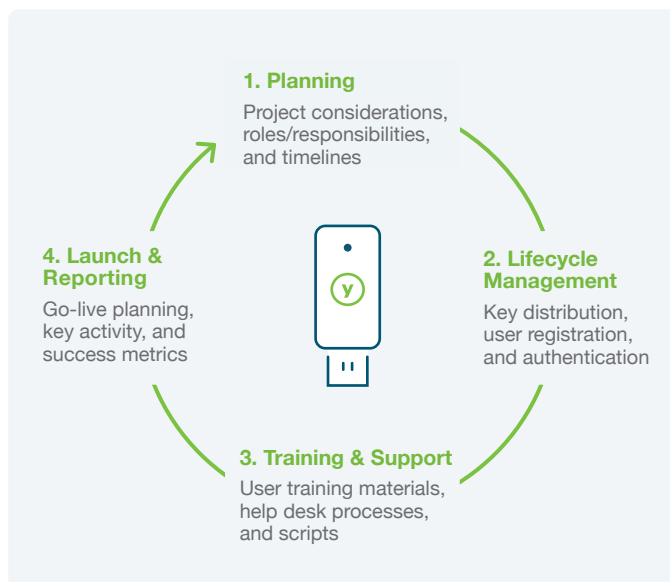 1. Planning
Project considerations,
roles/responsibilities,
and timelines
2. Lifecycle
Management
Key distribution,
user registration,
and authentication
3. Training & Support
User training materials,
help desk processes,
and scripts
4. Launch &
Reporting
Go-live planning,
key activity, and
success metrics
y